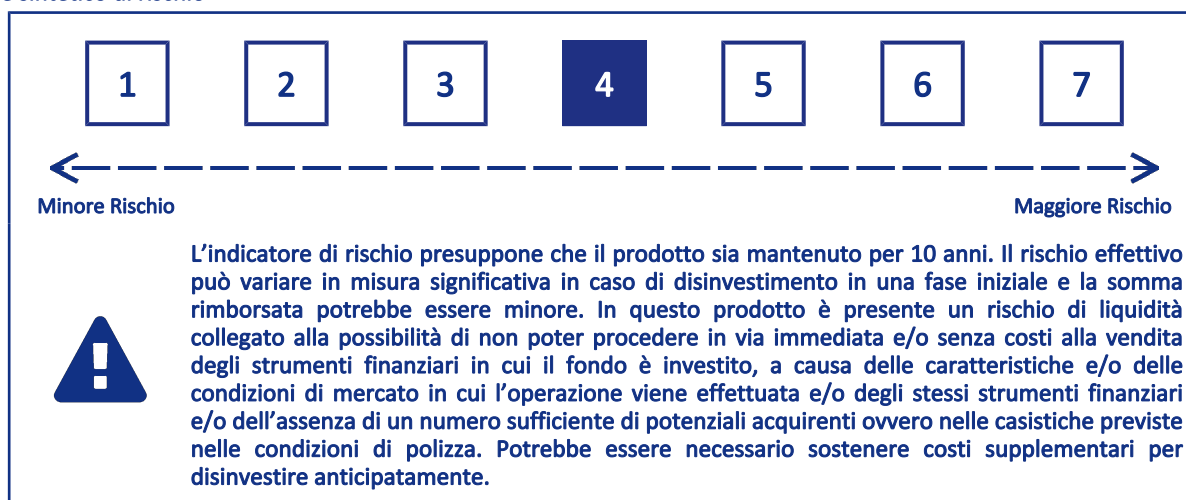 1 2 3 4 5 6 7
Minore Rischio Maggiore Rischio
L'indicatore di rischio presuppone che il prodotto sia mantenuto per 10 anni. Il rischio effettivo
può variare in misura significativa in caso di disinvestimento in una fase iniziale e la somma
rimborsata potrebbe essere minore. In questo prodotto è presente un rischio di liquidità
collegato alla possibilità di non poter procedere in via immediata e/o senza costi alla vendita
degli strumenti finanziari in cui il fondo è investito, a causa delle caratteristiche e/o delle
condizioni di mercato in cui l'operazione viene effettuata e/o degli stessi strumenti finanziari
e/o dell'assenza di un numero sufficiente di potenziali acquirenti ovvero nelle casistiche previste
nelle condizioni di polizza. Potrebbe essere necessario sostenere costi supplementari per
disinvestire anticipatamente.